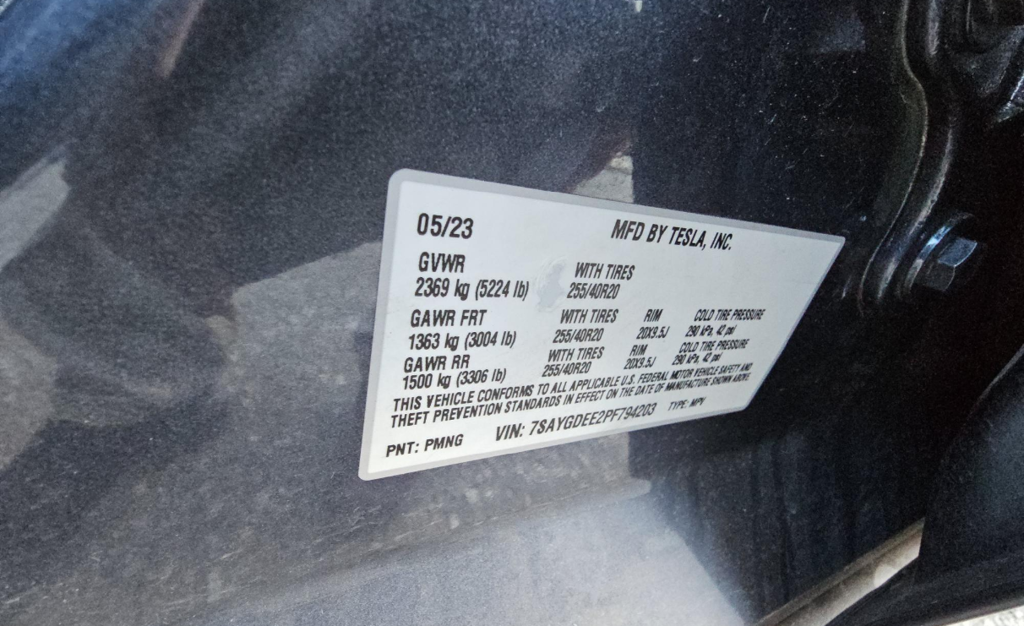 05/23 MFD BY TESLA, INC.
GVWR WITH TIRES
2369 kg (5224 lb) 255/40R20
GAWR FRT WITH TIRES RIM COLD TIRE PRESSURE
1363 kg (3004 lb) 255/40R20 20X9.5J 290 kPa, 42 psi
GAWR RR WITH TIRES RIM COLD TIRE PRESSURE
1500 kg (3306 lb) 255/40R20 20X9.5J 290 kPa, 42 psi
THIS VEHICLE CONFORMS TO ALL APPLICABLE U.S. FEDERAL MOTOR VEHICLE SAFETY AND
THEFT PREVENTION STANDARDS IN EFFECT ON THE DATE OF MANUFACTURE SHOWN ABOVE.
PNT: PMNG VIN: 7SAYGDEE2PF794203 TYPE: MPV